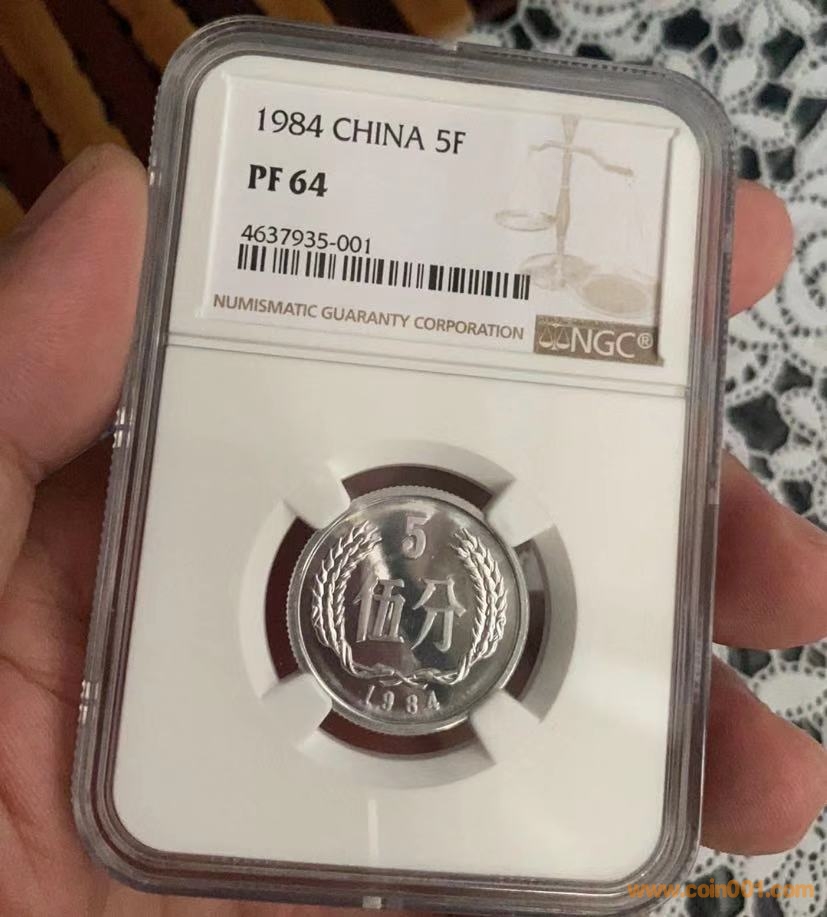 1984 CHINA 5F
PF 64
4637935-001
NUMISMATIC GUARANTY CORPORATION
NGC®
5
伍分
1984
www.coin001.com